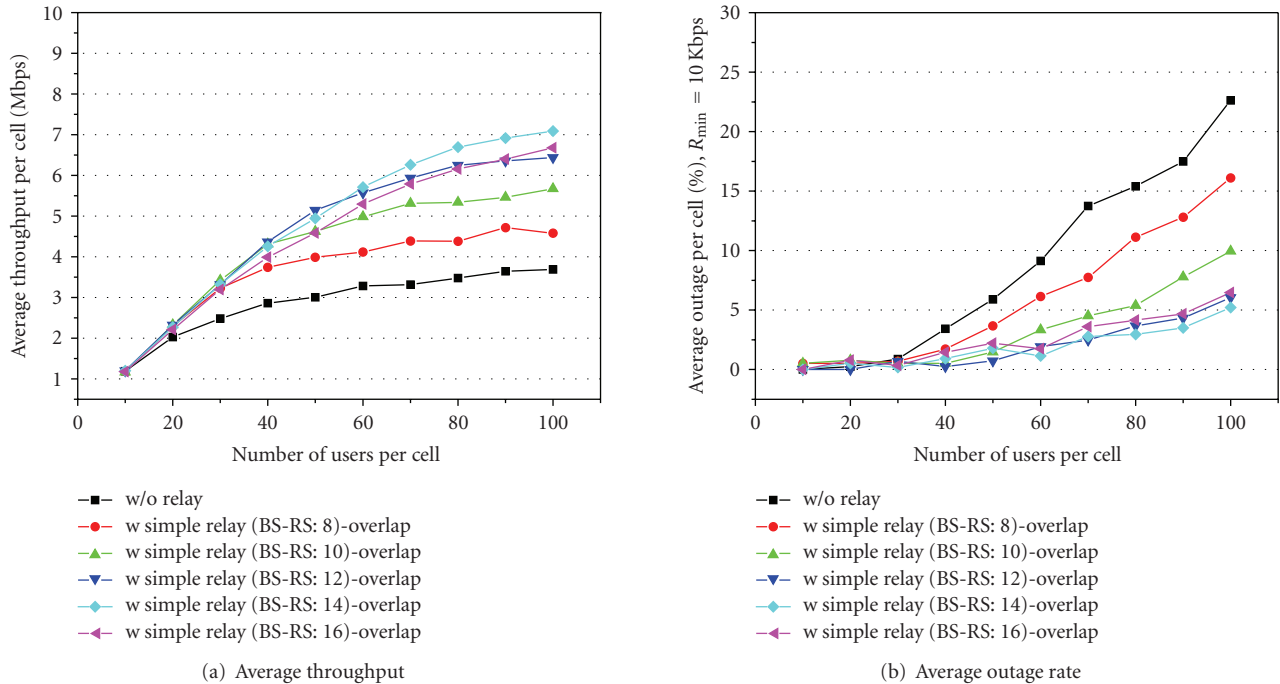 10
9
8
7
6
5
4
3
2
1
Average throughput per cell (Mbps)
0 20 40 60 80 100
Number of users per cell
w/o relay
w simple relay (BS-RS: 8)-overlap
w simple relay (BS-RS: 10)-overlap
w simple relay (BS-RS: 12)-overlap
w simple relay (BS-RS: 14)-overlap
w simple relay (BS-RS: 16)-overlap
(a) Average throughput
30
25
20
15
10
5
0
Average outage per cell (%), Rmin = 10 Kbps
0 20 40 60 80 100
Number of users per cell
w/o relay
w simple relay (BS-RS: 8)-overlap
w simple relay (BS-RS: 10)-overlap
w simple relay (BS-RS: 12)-overlap
w simple relay (BS-RS: 14)-overlap
w simple relay (BS-RS: 16)-overlap
(b) Average outage rate